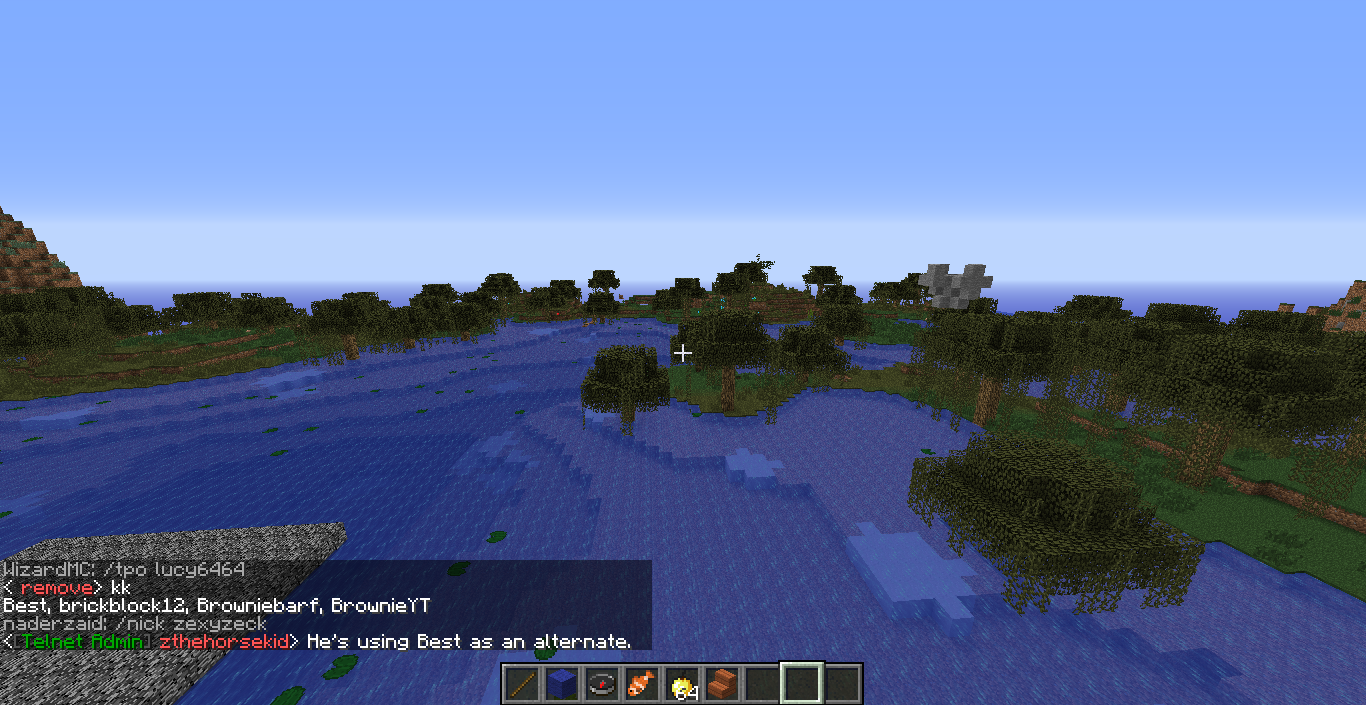 WizardMC: /tpo lucy6464
< remove> kk
Best, brickblock12, Browniebarf, BrownieYT
naderzaid: /nick zexyzeck
<[Telnet Admin] zthehorsekid> He's using Best as an alternate.
64